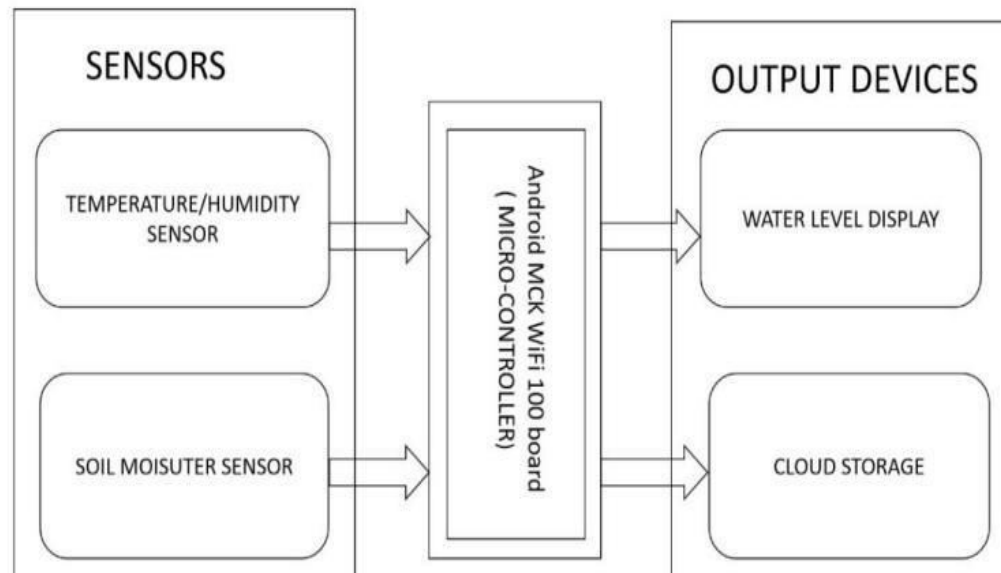 SENSORS
TEMPERATURE/HUMIDITY
SENSOR
SOIL MOISUTER SENSOR
Android MCK WiFi 100 board
( MICRO-CONTROLLER)
OUTPUT DEVICES
WATER LEVEL DISPLAY
CLOUD STORAGE